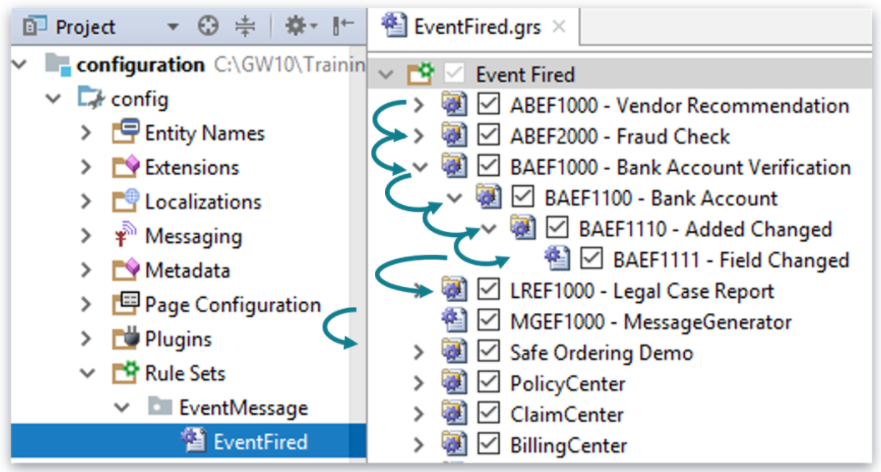 Project
configuration C:\GW10\Trainin
config
Entity Names
Extensions
Localizations
Messaging
Metadata
Page Configuration
Plugins
Rule Sets
EventMessage
EventFired
EventFired.grs
Event Fired
ABEF1000 - Vendor Recommendation
ABEF2000 - Fraud Check
BAEF1000 - Bank Account Verification
BAEF1100 - Bank Account
BAEF1110 - Added Changed
BAEF1111 - Field Changed
LREF1000 - Legal Case Report
MGEF1000 - MessageGenerator
Safe Ordering Demo
PolicyCenter
ClaimCenter
BillingCenter